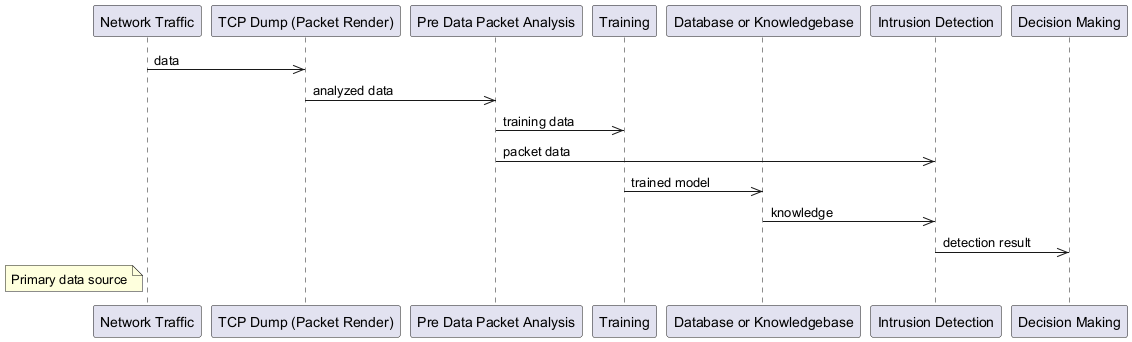 Network Traffic
TCP Dump (Packet Render)
Pre Data Packet Analysis
Training
Database or Knowledgebase
Intrusion Detection
Decision Making
data
analyzed data
training data
packet data
trained model
knowledge
detection result
Primary data source
Network Traffic
TCP Dump (Packet Render)
Pre Data Packet Analysis
Training
Database or Knowledgebase
Intrusion Detection
Decision Making